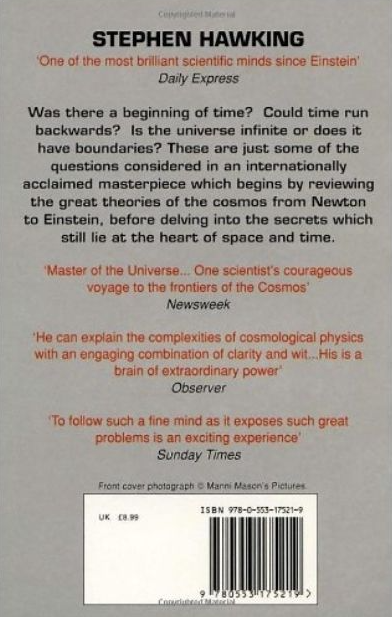 Copyrighted Material
STEPHEN HAWKING
'One of the most brilliant scientific minds since Einstein'
Daily Express
Was there a beginning of time? Could time run
backwards? Is the universe infinite or does it
have boundaries? These are just some of the
questions considered in an internationally
acclaimed masterpiece which begins by reviewing
the great theories of the cosmos from Newton
to Einstein, before delving into the secrets which
still lie at the heart of space and time.
'Master of the Universe... One scientist's courageous
voyage to the frontiers of the Cosmos'
Newsweek
'He can explain the complexities of cosmological physics
with an engaging combination of clarity and wit...His is a
brain of extraordinary power'
Observer
'To follow such a fine mind as it exposes such great
problems is an exciting experience'
Sunday Times
Front cover photograph © Manni Mason's Pictures.
UK £8.99
ISBN 978-0-553-17521-9
9 780553 175219 >
Copyrighted Material